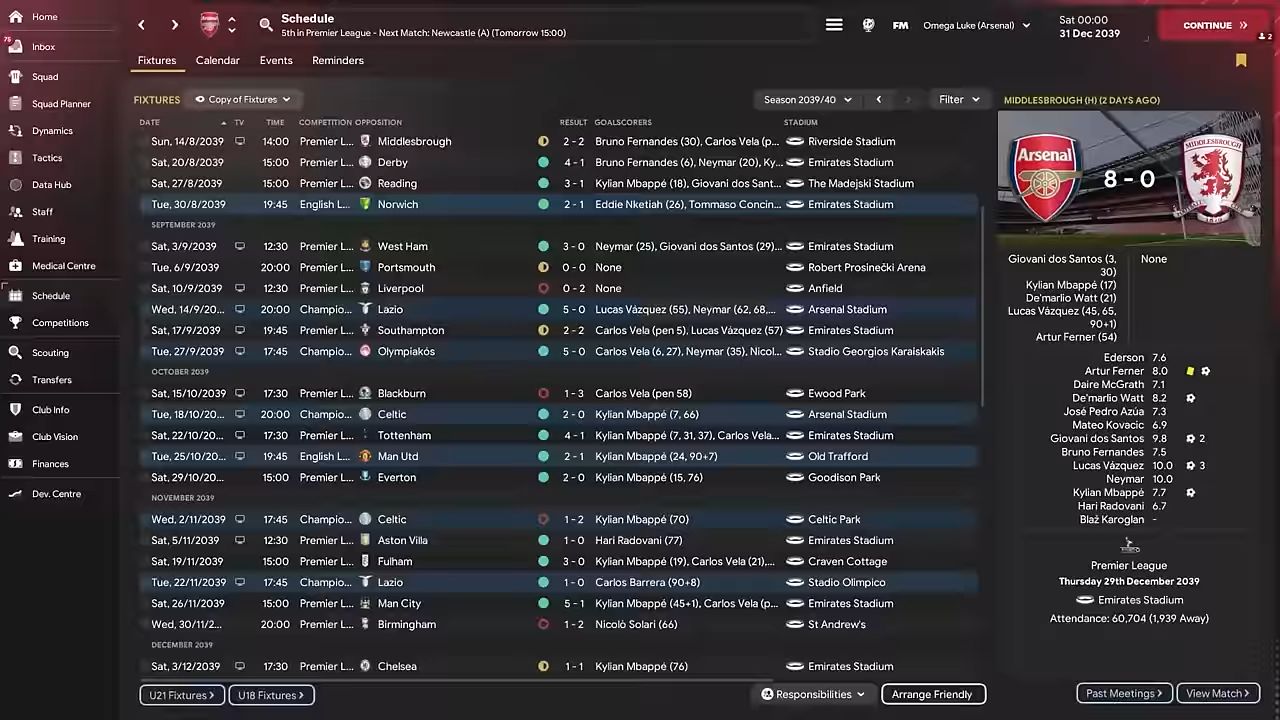 Home
75
Inbox
Squad
Squad Planner
Dynamics
Tactics
Data Hub
Staff
Training
Medical Centre
Schedule
Competitions
Scouting
Transfers
Club Info
Club Vision
Finances
Dev. Centre
Schedule
5th in Premier League - Next Match: Newcastle (A) (Tomorrow 15:00)
FM
Omega Luke (Arsenal)
Sat 00:00
31 Dec 2039
CONTINUE
2
Fixtures Calendar Events Reminders
FIXTURES Copy of Fixtures Season 2039/40 Filter
DATE TV TIME COMPETITION OPPOSITION RESULT GOALSCORERS STADIUM
Sun, 14/8/2039 14:00 Premier L... Middlesbrough 2 - 2 Bruno Fernandes (30), Carlos Vela (p... Riverside Stadium
Sat, 20/8/2039 15:00 Premier L... Derby 4 - 1 Bruno Fernandes (6), Neymar (20), Ky... Emirates Stadium
Sat, 27/8/2039 15:00 Premier L... Reading 3 - 1 Kylian Mbappé (18), Giovani dos Sant... The Madejski Stadium
Tue, 30/8/2039 19:45 English L... Norwich 2 - 1 Eddie Nketiah (26), Tommaso Concin... Emirates Stadium
SEPTEMBER 2039
Sat, 3/9/2039 12:30 Premier L... West Ham 3 - 0 Neymar (25), Giovani dos Santos (29)... Emirates Stadium
Tue, 6/9/2039 20:00 Premier L... Portsmouth 0 - 0 None Robert Prosinečki Arena
Sat, 10/9/2039 12:30 Premier L... Liverpool 0 - 2 None Anfield
Wed, 14/9/20... 20:00 Champio... Lazio 5 - 0 Lucas Vázquez (55), Neymar (62, 68,... Arsenal Stadium
Sat, 17/9/2039 19:45 Premier L... Southampton 2 - 2 Carlos Vela (pen 5), Lucas Vázquez (57) Emirates Stadium
Tue, 27/9/2039 17:45 Champio... Olympiakós 5 - 0 Carlos Vela (6, 27), Neymar (35), Nicol... Stadio Georgios Karaiskakis
OCTOBER 2039
Sat, 15/10/2039 17:30 Premier L... Blackburn 1 - 3 Carlos Vela (pen 58) Ewood Park
Tue, 18/10/20... 20:00 Champio... Celtic 2 - 0 Kylian Mbappé (7, 66) Arsenal Stadium
Sat, 22/10/20... 17:30 Premier L... Tottenham 4 - 1 Kylian Mbappé (7, 31, 37), Carlos Vela... Emirates Stadium
Tue, 25/10/20... 19:45 English L... Man Utd 2 - 1 Kylian Mbappé (24, 90+7) Old Trafford
Sat, 29/10/20... 15:00 Premier L... Everton 2 - 0 Kylian Mbappé (15, 76) Goodison Park
NOVEMBER 2039
Wed, 2/11/2039 17:45 Champio... Celtic 1 - 2 Kylian Mbappé (70) Celtic Park
Sat, 5/11/2039 12:30 Premier L... Aston Villa 1 - 0 Hari Radovani (77) Emirates Stadium
Sat, 19/11/2039 15:00 Premier L... Fulham 3 - 0 Kylian Mbappé (19), Carlos Vela (21),... Craven Cottage
Tue, 22/11/2039 17:45 Champio... Lazio 1 - 0 Carlos Barrera (90+8) Stadio Olimpico
Sat, 26/11/2039 15:00 Premier L... Man City 5 - 1 Kylian Mbappé (45+1), Carlos Vela (p... Emirates Stadium
Wed, 30/11/2... 20:00 Premier L... Birmingham 1 - 2 Nicolò Solari (66) St Andrew's
DECEMBER 2039
Sat, 3/12/2039 17:30 Premier L... Chelsea 1 - 1 Kylian Mbappé (76) Emirates Stadium
U21 Fixtures U18 Fixtures Responsibilities Arrange Friendly
MIDDLESBROUGH (H) (2 DAYS AGO)
Arsenal
MIDDLESBROUGH
8 - 0
Giovani dos Santos (3, None
30)
Kylian Mbappé (17)
De'marlio Watt (21)
Lucas Vázquez (45, 65,
90+1)
Artur Ferner (54)
Ederson 7.6
Artur Ferner 8.0
Daire McGrath 7.1
De'marlio Watt 8.2
José Pedro Azúa 7.3
Mateo Kovacic 6.9
Giovani dos Santos 9.8 2
Bruno Fernandes 7.5
Lucas Vázquez 10.0 3
Neymar 10.0
Kylian Mbappé 7.7
Hari Radovani 6.7
Blaž Karoglan -
Premier League
Thursday 29th December 2039
Emirates Stadium
Attendance: 60,704 (1,939 Away)
Past Meetings View Match